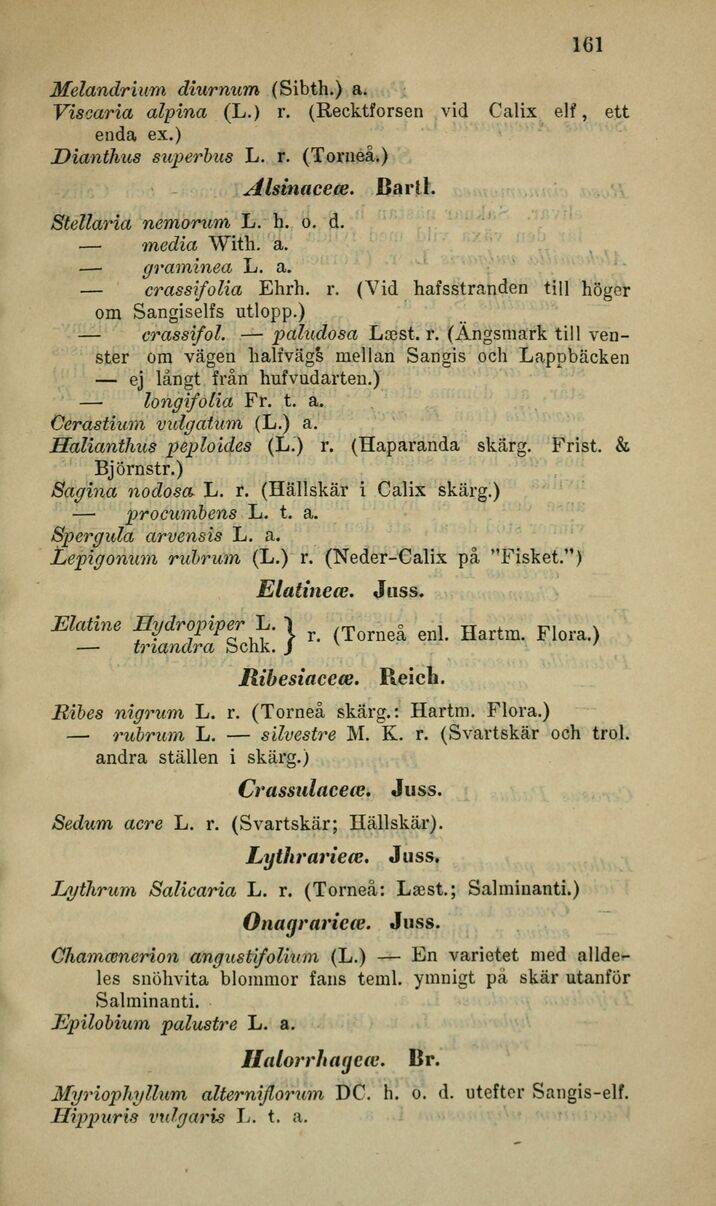 161
Melandrium diurnum (Sibth.) a.
Viscaria alpina (L.) r. (Recktforsen vid Calix elf, ett
enda ex.)
Dianthus superbus L. r. (Torneå.)
Alsinaceæ. Bartl.
Stellaria nemorum L. h. o. d.
— media With. a.
— graminea L. a.
— crassifolia Ehrh. r. (Vid hafsstranden till höger
om Sangiselfs utlopp.)
— crassifol. — paludosa Læst. r. (Ängsmark till ven-
ster om vägen halfvägs mellan Sangis och Lappbäcken
— ej långt från hufvudarten.)
— longifolia Fr. t. a.
Cerastium vulgatum (L.) a.
Halianthus peploides (L.) r. (Haparanda skärg. Frist. &
Björnstr.)
Sagina nodosa L. r. (Hällskär i Calix skärg.)
— procumbens L. t. a.
Spergula arvensis L. a.
Lepigonum rubrum (L.) r. (Neder-Calix på "Fisket.")
Elatineæ. Juss.
Elatine Hydropiper L. } r. (Torneå enl. Hartm. Flora.)
— triandra Schk. }
Ribesiaceæ. Reich.
Ribes nigrum L. r. (Torneå skärg.: Hartm. Flora.)
— rubrum L. — silvestre M. K. r. (Svartskär och trol.
andra ställen i skärg.)
Crassulaceæ. Juss.
Sedum acre L. r. (Svartskär; Hällskär).
Lythrarieæ. Juss.
Lythrum Salicaria L. r. (Torneå: Læst.; Salminanti.)
Onagrarieæ. Juss.
Chamænerion angustifolium (L.) — En varietet med allde-
les snöhvita blommor fans teml. ymnigt på skär utanför
Salminanti.
Epilobium palustre L. a.
Halorrhageæ. Br.
Myriophyllum alterniflorum DC. h. o. d. utefter Sangis-elf.
Hippuris vulgaris L. t. a.